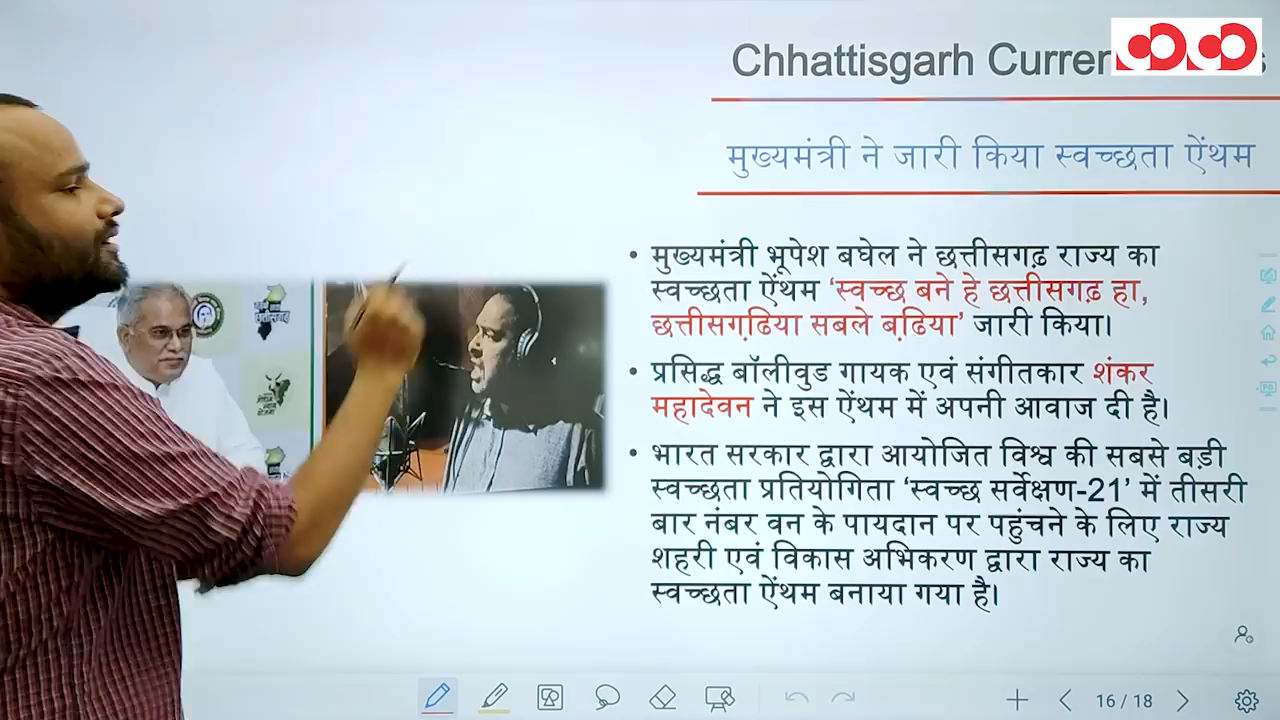 Chhattisgarh Curren
मुख्यमंत्री ने जारी किया स्वच्छता ऐंथम
• मुख्यमंत्री भूपेश बघेल ने छत्तीसगढ़ राज्य का
स्वच्छता ऐंथम ‘स्वच्छ बने हे छत्तीसगढ़ हा,
छत्तीसगढ़िया सबले बढ़िया’ जारी किया।
• प्रसिद्ध बॉलीवुड गायक एवं संगीतकार शंकर
महादेवन ने इस ऐंथम में अपनी आवाज दी है।
• भारत सरकार द्वारा आयोजित विश्व की सबसे बड़ी
स्वच्छता प्रतियोगिता ‘स्वच्छ सर्वेक्षण-21’ में तीसरी
बार नंबर वन के पायदान पर पहुंचने के लिए राज्य
शहरी एवं विकास अभिकरण द्वारा राज्य का
स्वच्छता ऐंथम बनाया गया है।
16 / 18